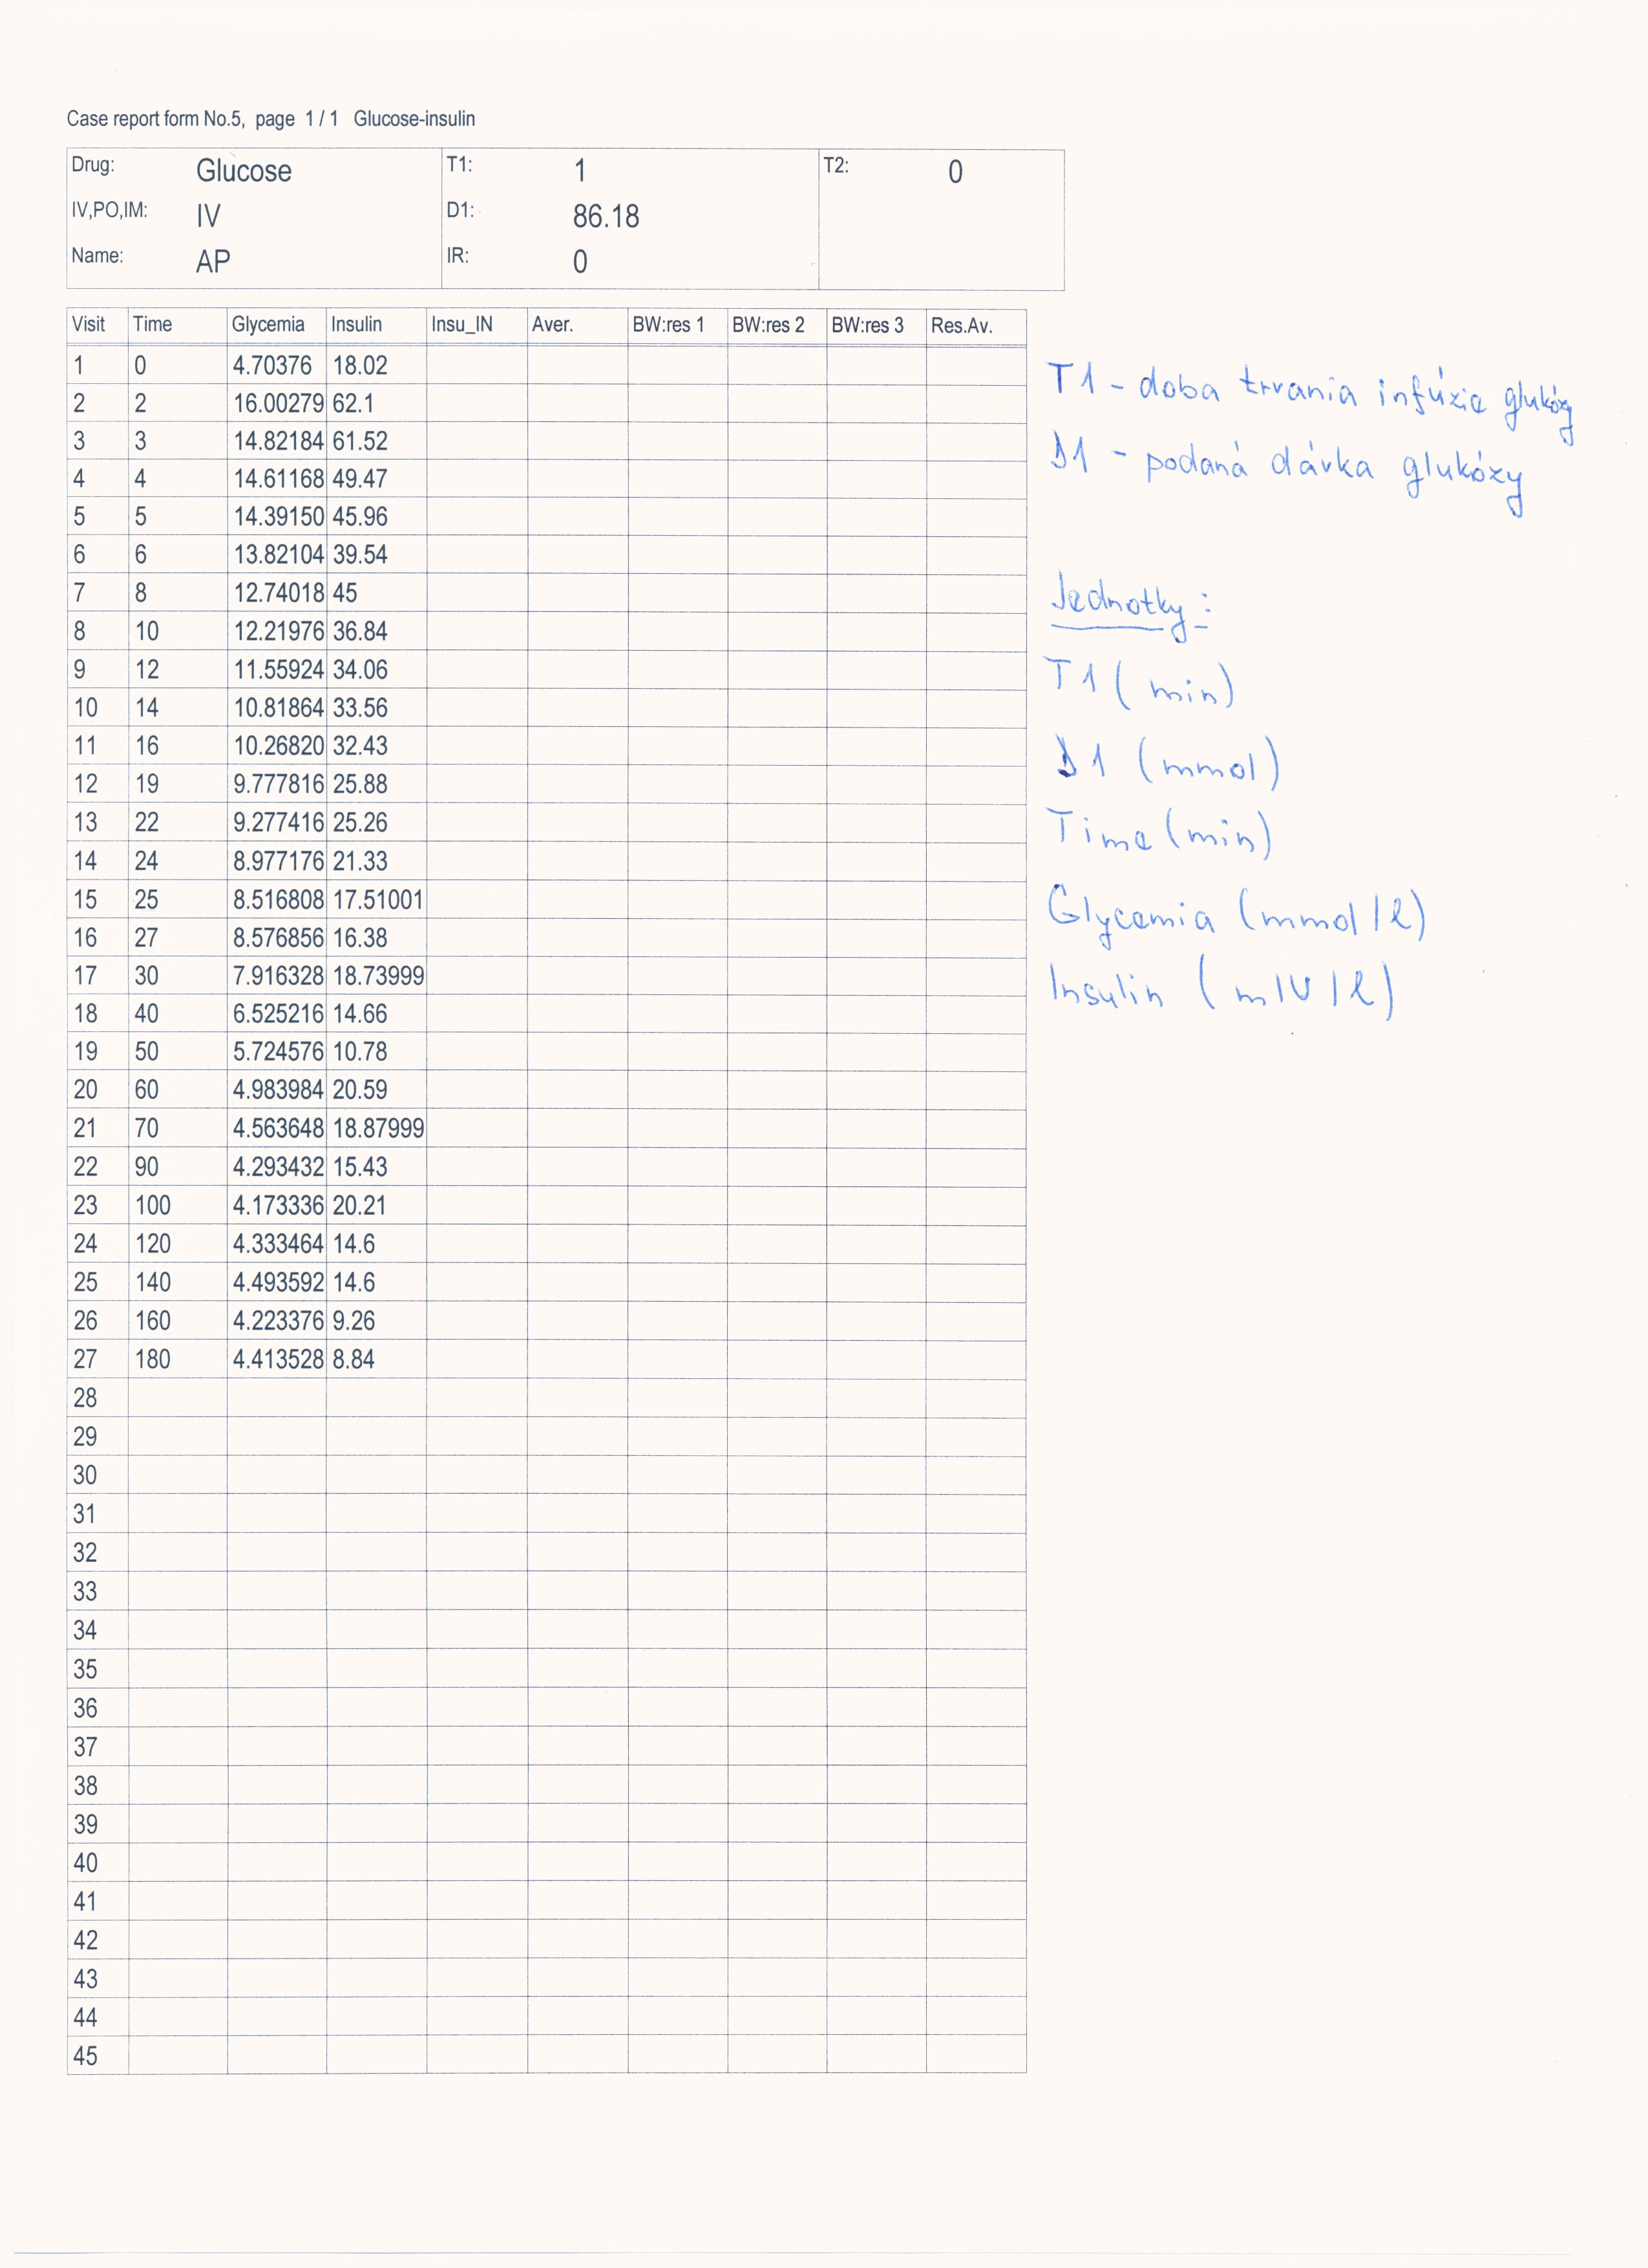 Case report form No.5, page 1 / 1 Glucose-insulin
Drug: Glucose T1: 1 T2: 0
IV,PO,IM: IV D1: 86.18
Name: AP IR: 0
Visit Time Glycemia Insulin Insu_IN Aver. BW:res 1 BW:res 2 BW:res 3 Res.Av.
1 0 4.70376 18.02
2 2 16.00279 62.1
3 3 14.82184 61.52
4 4 14.61168 49.47
5 5 14.39150 45.96
6 6 13.82104 39.54
7 8 12.74018 45
8 10 12.21976 36.84
9 12 11.55924 34.06
10 14 10.81864 33.56
11 16 10.26820 32.43
12 19 9.777816 25.88
13 22 9.277416 25.26
14 24 8.977176 21.33
15 25 8.516808 17.51001
16 27 8.576856 16.38
17 30 7.916328 18.73999
18 40 6.525216 14.66
19 50 5.724576 10.78
20 60 4.983984 20.59
21 70 4.563648 18.87999
22 90 4.293432 15.43
23 100 4.173336 20.21
24 120 4.333464 14.6
25 140 4.493592 14.6
26 160 4.223376 9.26
27 180 4.413528 8.84
28
29
30
31
32
33
34
35
36
37
38
39
40
41
42
43
44
45
T1 - doba trvania infúzie glukózy
D1 - podaná dávka glukózy
Jednotky:
T1 (min)
D1 (mmol)
Time (min)
Glycemia (mmol/l)
Insulin (mIU/l)